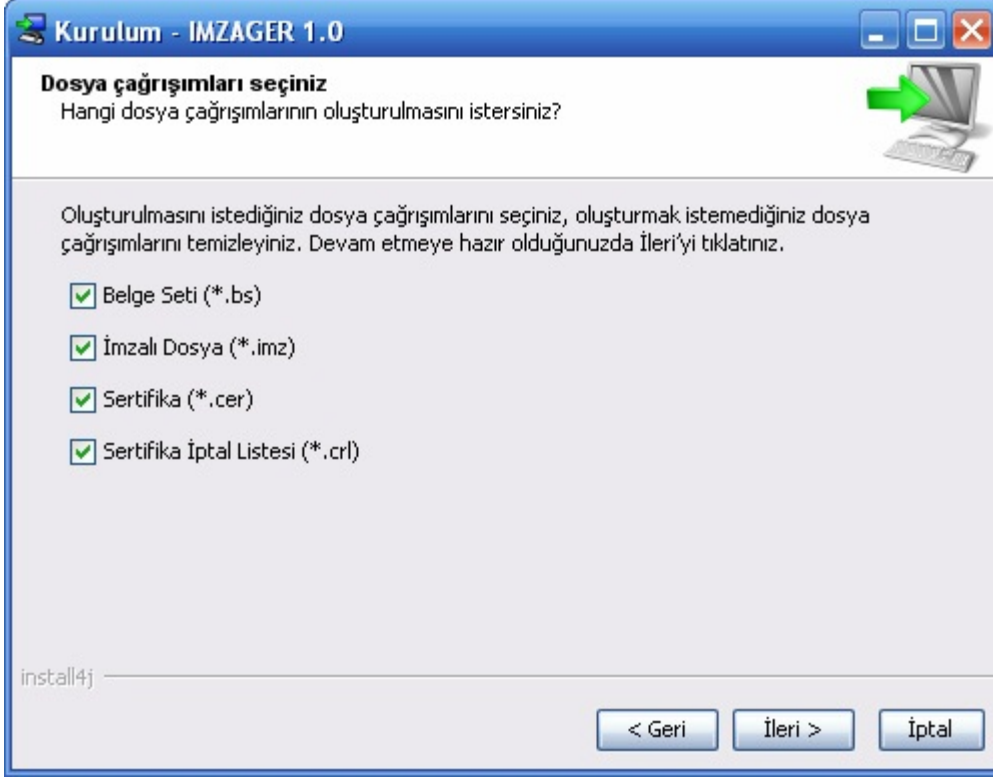 Kurulum - IMZAGER 1.0
Dosya çağrışımları seçiniz
Hangi dosya çağrışımlarının oluşturulmasını istersiniz?
Oluşturulmasını istediğiniz dosya çağrışımlarını seçiniz, oluşturmak istemediğiniz dosya
çağrışımlarını temizleyiniz. Devam etmeye hazır olduğunuzda İleri'yi tıklatınız.
Belge Seti (*.bs)
İmzalı Dosya (*.imz)
Sertifika (*.cer)
Sertifika İptal Listesi (*.crl)
install4j
< Geri İleri > İptal